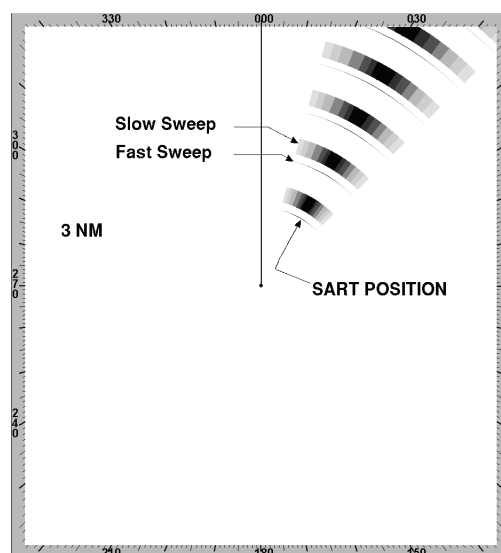 330 000 030
Slow Sweep
300
Fast Sweep
3 NM
270
SART POSITION
240
210 180 150